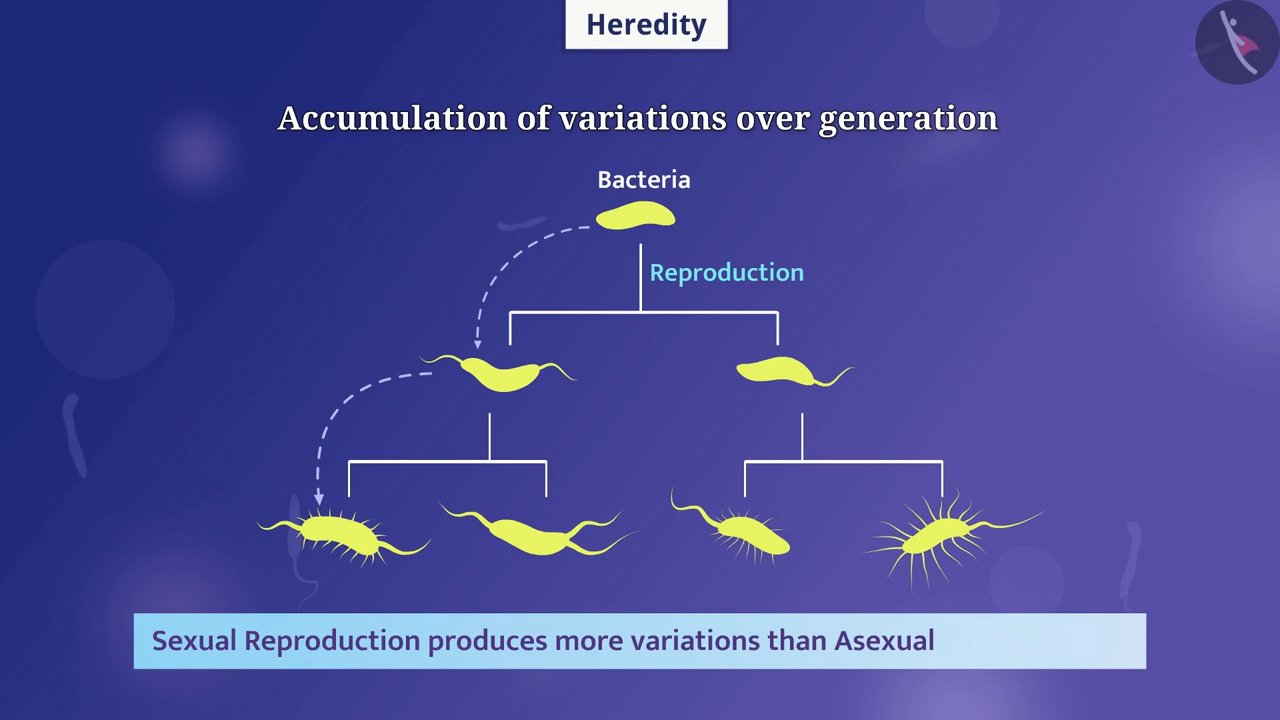 Heredity
Accumulation of variations over generation
Bacteria
Reproduction
Sexual Reproduction produces more variations than Asexual